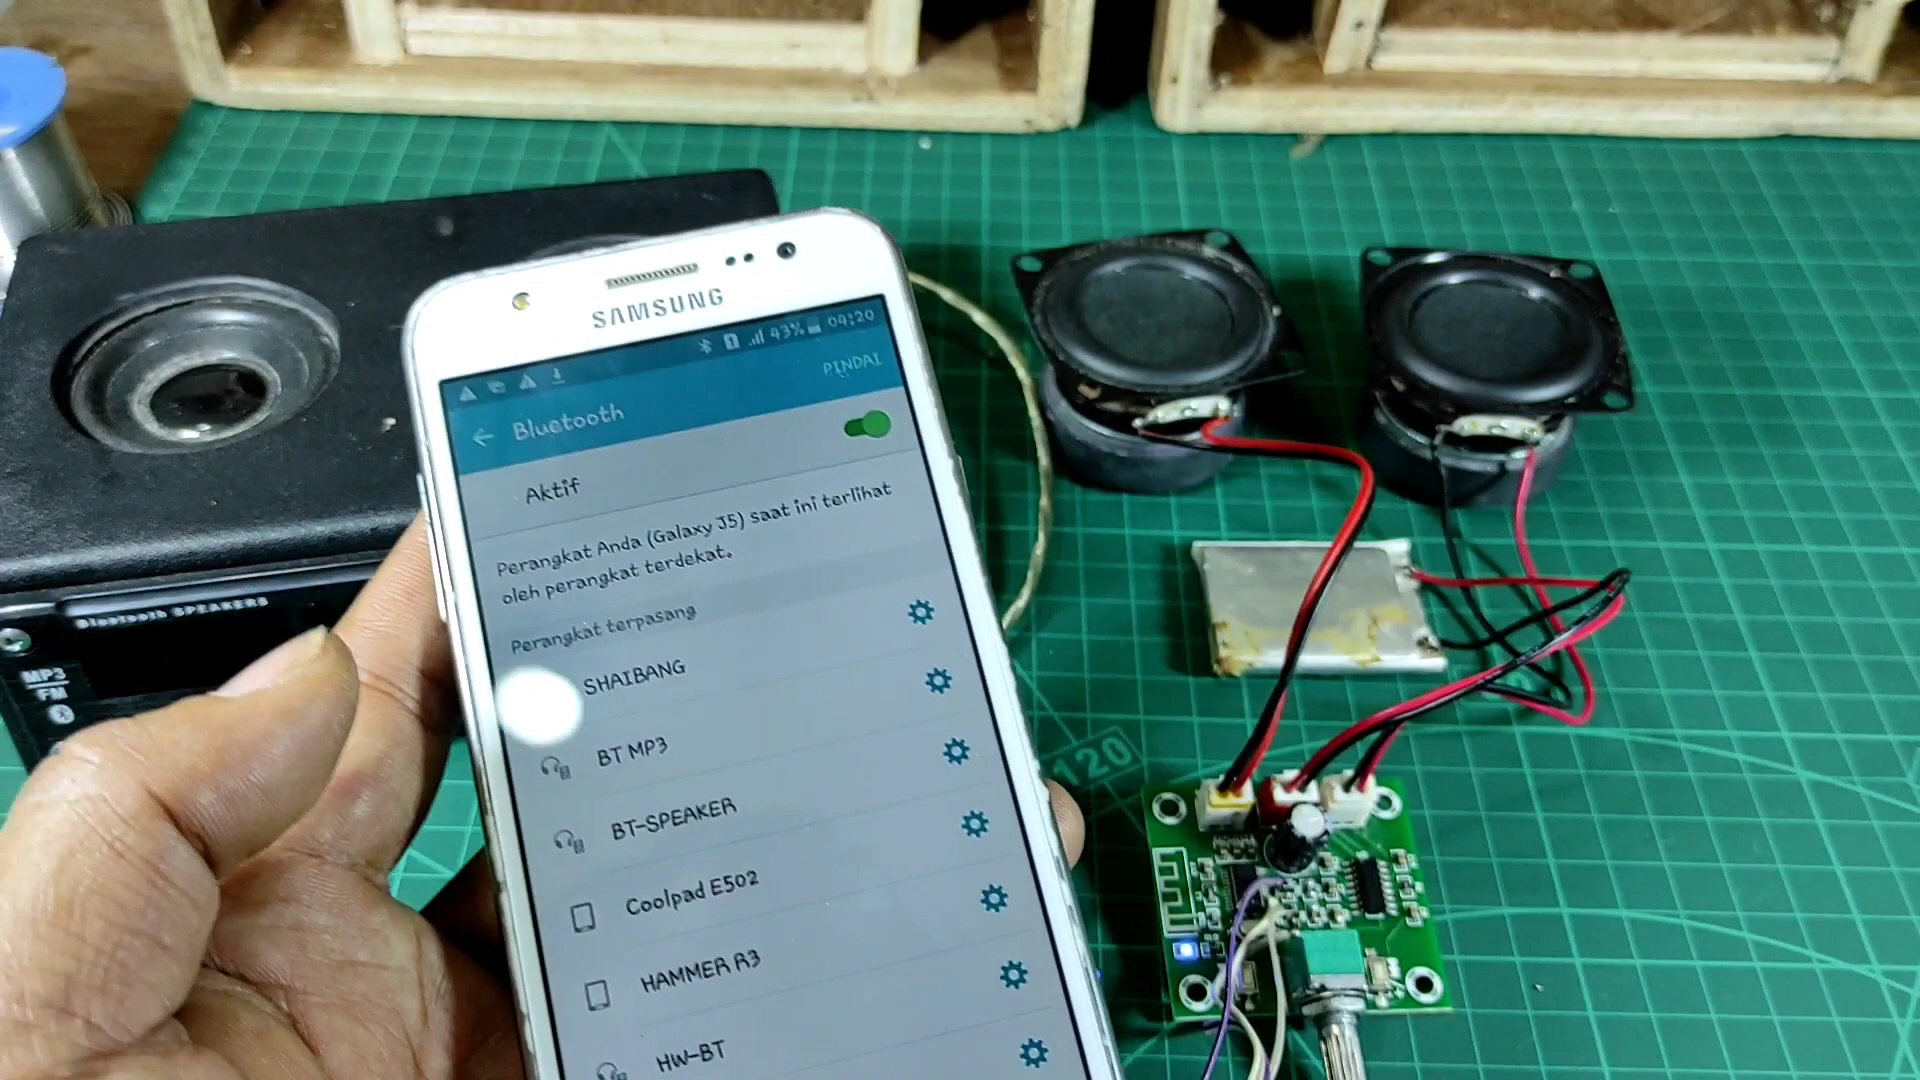 SAMSUNG
43% 04:20
PINDAI
Bluetooth
Aktif
Perangkat Anda (Galaxy J5) saat ini terlihat
oleh perangkat terdekat.
Perangkat terpasang
SHAIBANG
BT MP3
BT-SPEAKER
Coolpad E502
HAMMER R3
HW-BT
Bluetooth SPEAKERS
MP3
FM
120